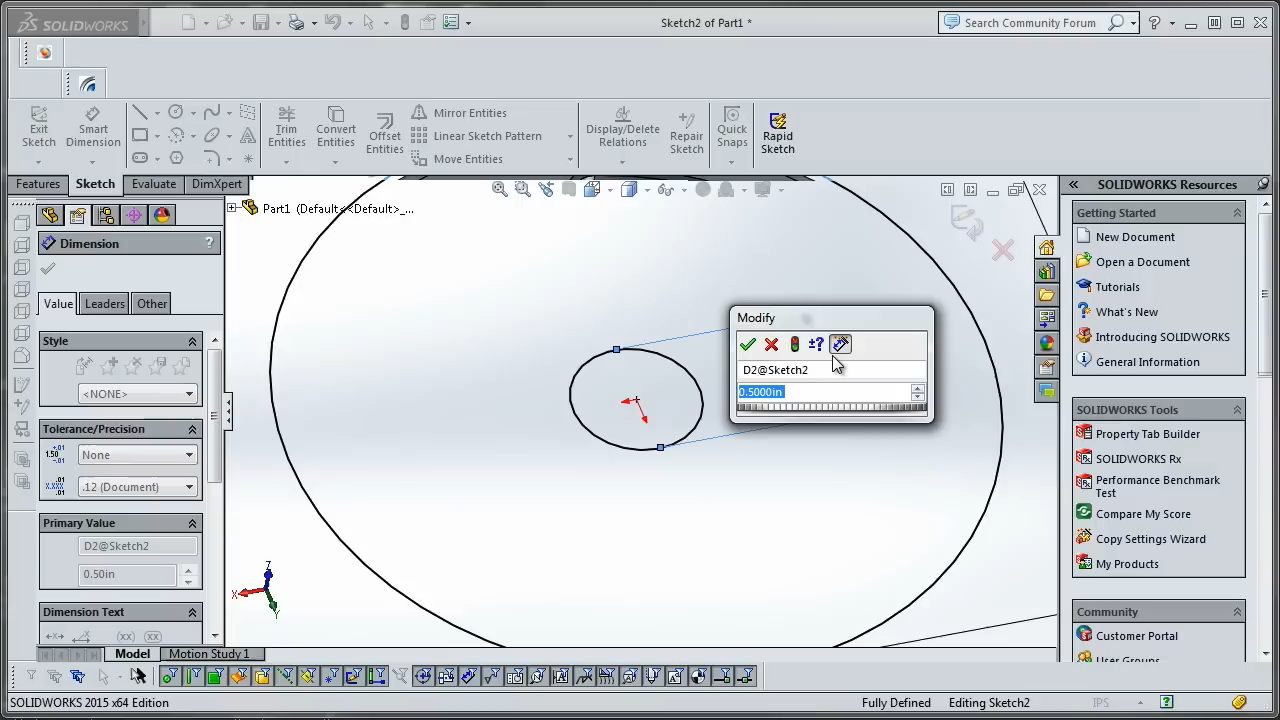 SOLIDWORKS
Sketch2 of Part1 *
Search Community Forum
Exit Sketch
Smart Dimension
Trim Entities
Convert Entities
Offset Entities
Mirror Entities
Linear Sketch Pattern
Move Entities
Display/Delete Relations
Repair Sketch
Quick Snaps
Rapid Sketch
Features
Sketch
Evaluate
DimXpert
Part1 (Default<<Default>_...
Dimension
?
Value
Leaders
Other
Style
<NONE>
Tolerance/Precision
None
.12 (Document)
Primary Value
D2@Sketch2
0.50in
Dimension Text
(xx)
(xx)
Modify
±?
D2@Sketch2
0.5000in
X
Y
Z
Model
Motion Study 1
SOLIDWORKS Resources
Getting Started
New Document
Open a Document
Tutorials
What's New
Introducing SOLIDWORKS
General Information
SOLIDWORKS Tools
Property Tab Builder
SOLIDWORKS Rx
Performance Benchmark
Test
Compare My Score
Copy Settings Wizard
My Products
Community
Customer Portal
User Groups
SOLIDWORKS 2015 x64 Edition
Fully Defined
Editing Sketch2
IPS
?